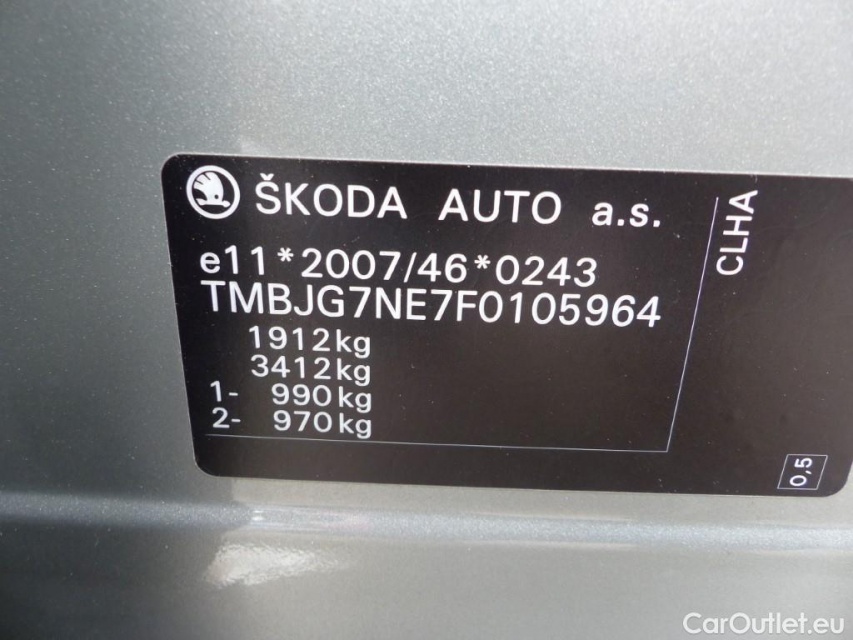 ŠKODA AUTO a.s.
e11*2007/46*0243
TMBJG7NE7F0105964
1912kg
3412kg
1- 990kg
2- 970kg
CLHA
0,5
CarOutlet.eu